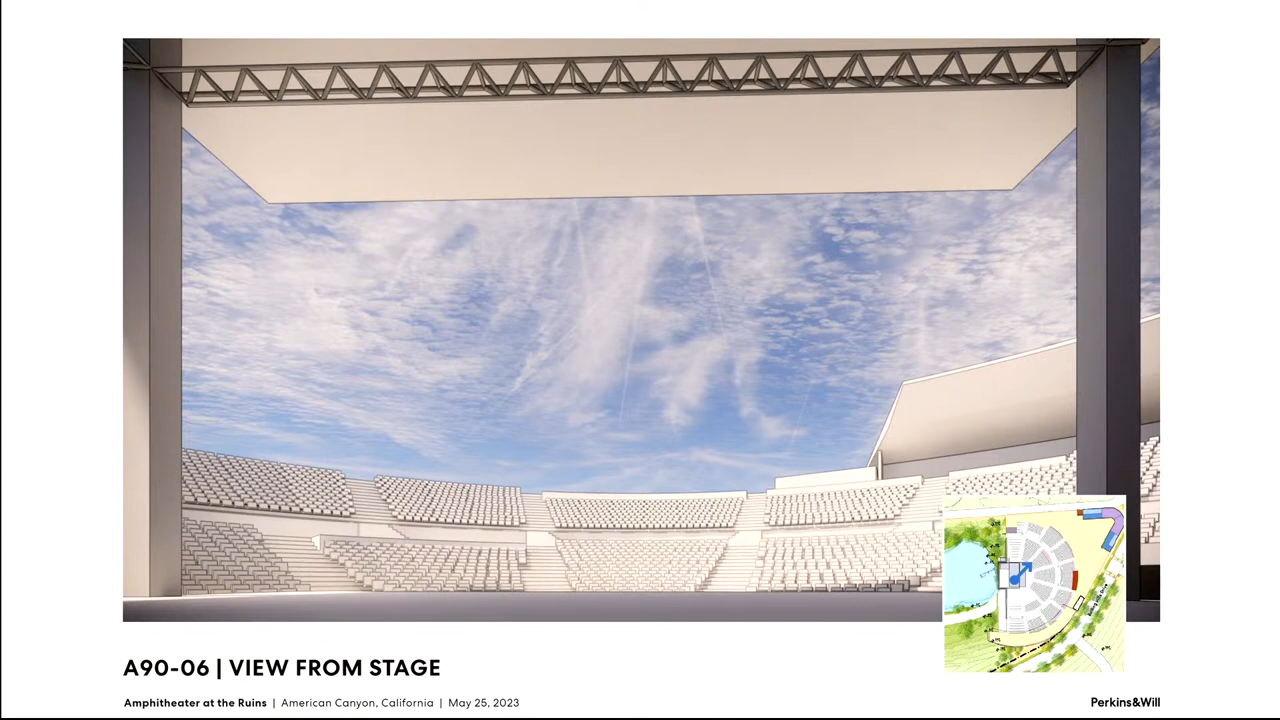 A90-06 | VIEW FROM STAGE
Amphitheater at the Ruins | American Canyon, California | May 25, 2023
Perkins&Will